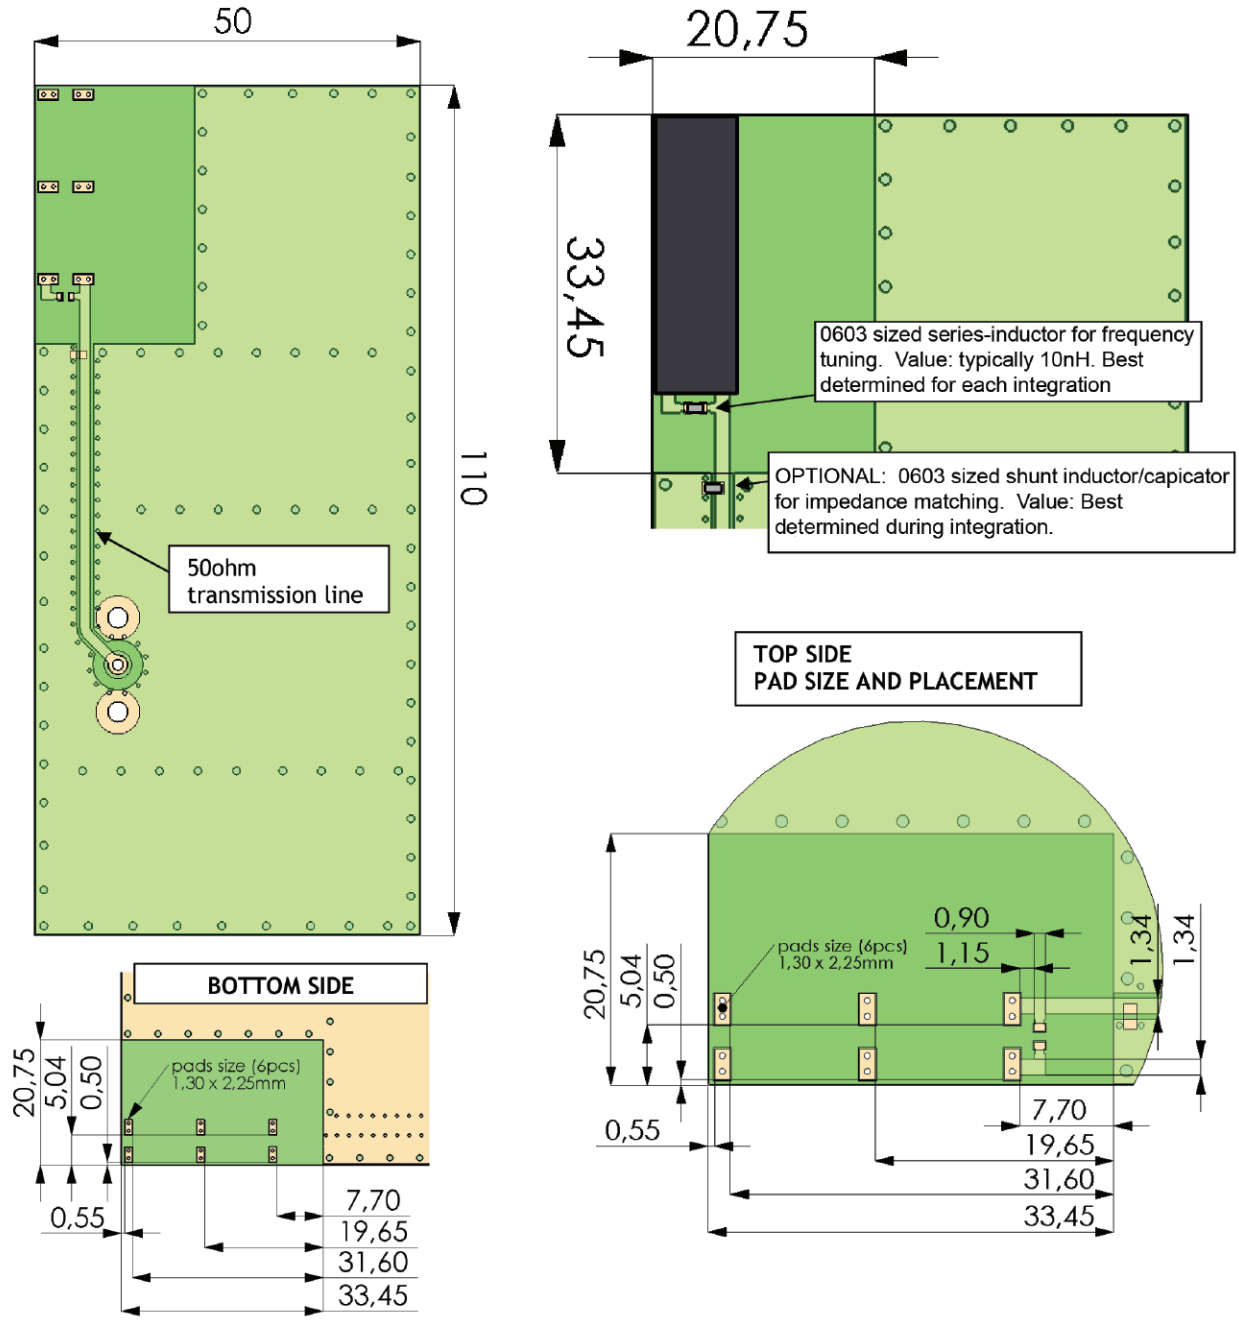 50
110
50ohm
transmission line
20,75
33,45
0603 sized series-inductor for frequency
tuning.  Value: typically 10nH. Best
determined for each integration
OPTIONAL:  0603 sized shunt inductor/capicator
for impedance matching.  Value: Best
determined during integration.
TOP SIDE
PAD SIZE AND PLACEMENT
20,75
5,04
0,50
pads size (6pcs)
1,30 x 2,25mm
0,90
1,15
1,34
1,34
0,55
7,70
19,65
31,60
33,45
BOTTOM SIDE
20,75
5,04
0,50
pads size (6pcs)
1,30 x 2,25mm
0,55
7,70
19,65
31,60
33,45